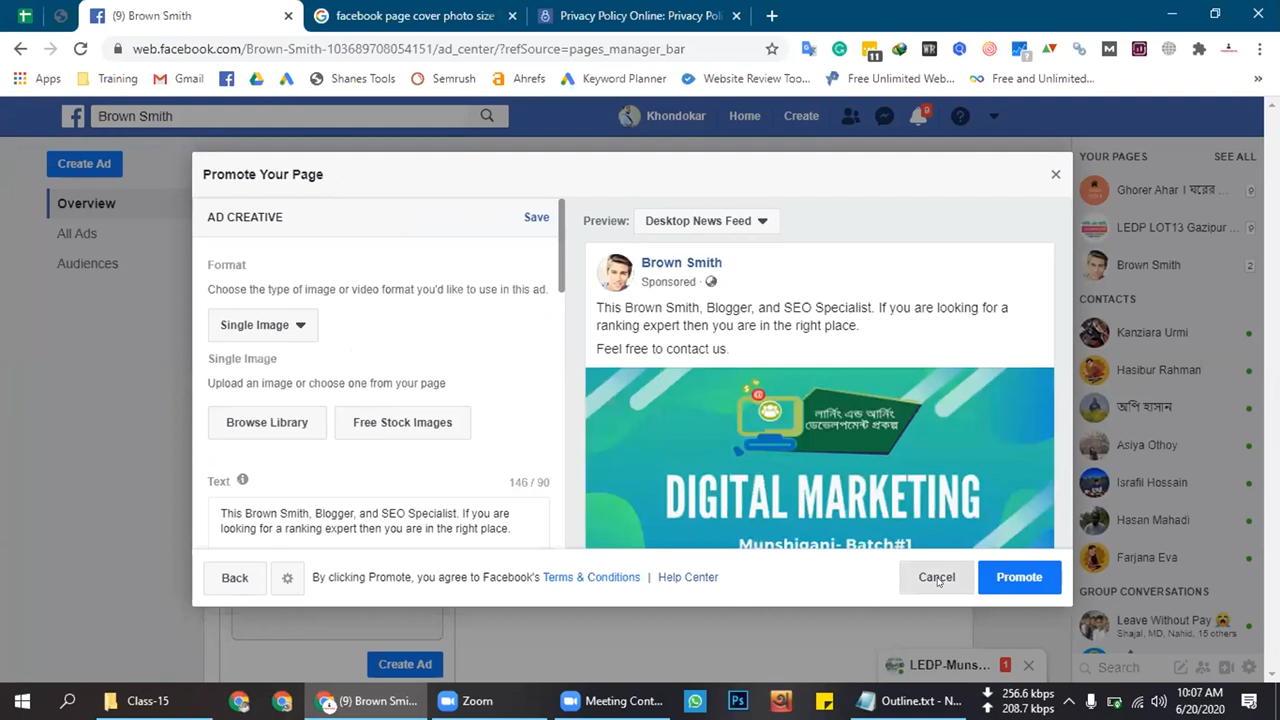 (9) Brown Smith
facebook page cover photo size
Privacy Policy Online: Privacy Poli
web.facebook.com/Brown-Smith-103689708054151/ad_center/?refSource=pages_manager_bar
11
?
Apps
Training
Gmail
Shanes Tools
Semrush
Ahrefs
Keyword Planner
Website Review Too...
Free Unlimited Web...
Free and Unlimited...
»
Brown Smith
Khondokar
Home
Create
9
Create Ad
Overview
All Ads
Audiences
Promote Your Page
AD CREATIVE
Save
Format
Choose the type of image or video format you'd like to use in this ad.
Single Image
Single Image
Upload an image or choose one from your page
Browse Library
Free Stock Images
Text
146 / 90
This Brown Smith, Blogger, and SEO Specialist. If you are
looking for a ranking expert then you are in the right place.
Preview:
Desktop News Feed
Brown Smith
Sponsored ·
This Brown Smith, Blogger, and SEO Specialist. If you are looking for a
ranking expert then you are in the right place.
Feel free to contact us.
লার্নিং এন্ড আর্নিং
ডেভেলপমেন্ট প্রকল্প
DIGITAL MARKETING
Munshiganj- Batch#1
Back
By clicking Promote, you agree to Facebook's Terms & Conditions | Help Center
Cancel
Promote
Create Ad
YOUR PAGES
SEE ALL
Ghorer Ahar । ঘরের ...
9
LEDP LOT13 Gazipur ...
9
Brown Smith
2
CONTACTS
Kanziara Urmi
Hasibur Rahman
অপি হাসান
Asiya Othoy
Israfil Hossain
Hasan Mahadi
Farjana Eva
GROUP CONVERSATIONS
Leave Without Pay
Shajal, MD, Nahid, 15 others
LEDP-Muns...
1
Search
Class-15
(9) Brown Smi...
Zoom
Meeting Cont...
Outline.txt - N...
256.6 kbps
208.7 kbps
10:07 AM
6/20/2020